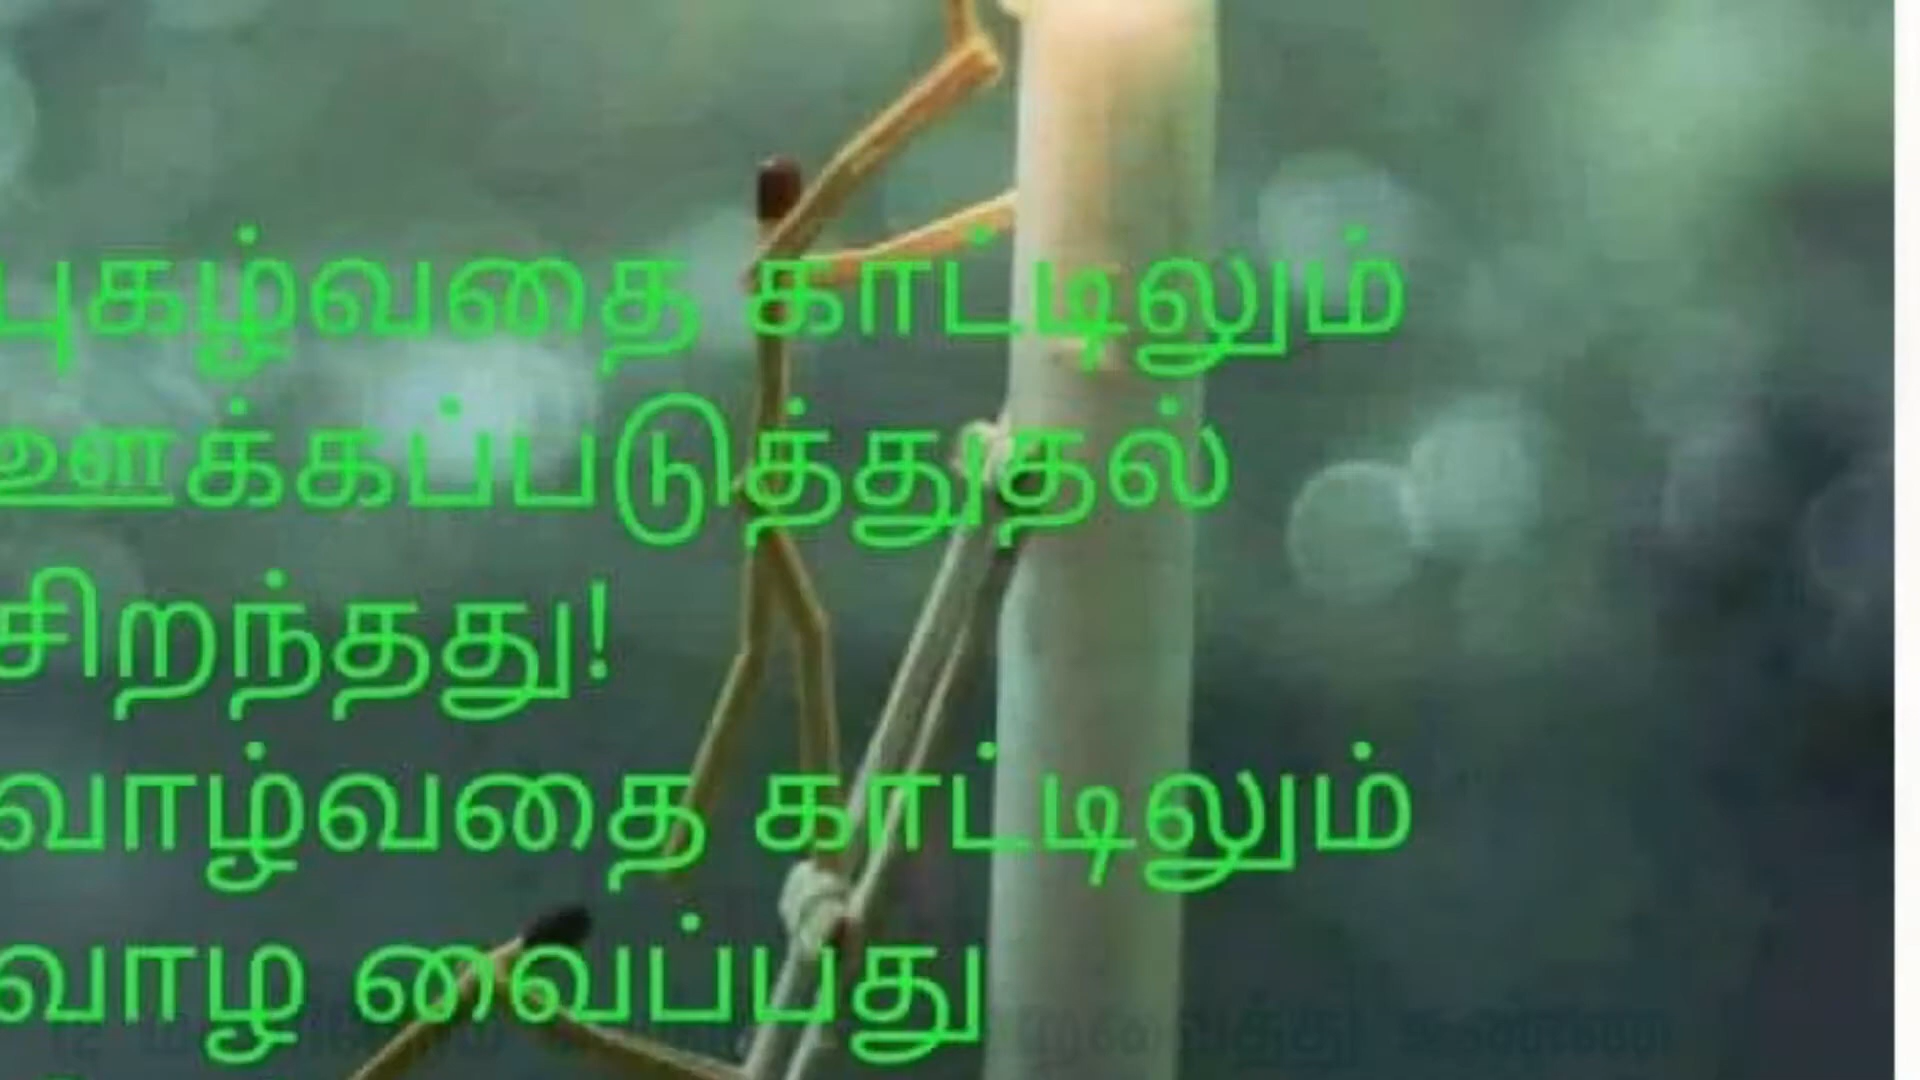 புகழ்வதை காட்டிலும்
ஊக்கப்படுத்துதல்
சிறந்தது!
வாழ்வதை காட்டிலும்
வாழ வைப்பது